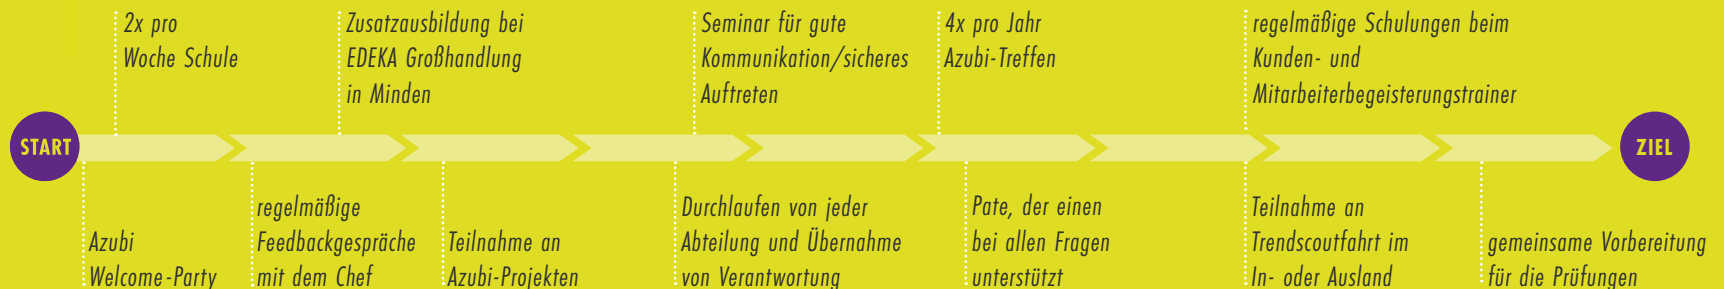 2x pro
Woche Schule
Zusatzausbildung bei
EDEKA Großhandlung
in Minden
Seminar für gute
Kommunikation/sicheres
Auftreten
4x pro Jahr
Azubi-Treffen
regelmäßige Schulungen beim
Kunden- und
Mitarbeiterbegeisterungstrainer
START
ZIEL
Azubi
Welcome-Party
regelmäßige
Feedbackgespräche
mit dem Chef
Teilnahme an
Azubi-Projekten
Durchlaufen von jeder
Abteilung und Übernahme
von Verantwortung
Pate, der einen
bei allen Fragen
unterstützt
Teilnahme an
Trendscoutfahrt im
In- oder Ausland
gemeinsame Vorbereitung
für die Prüfungen